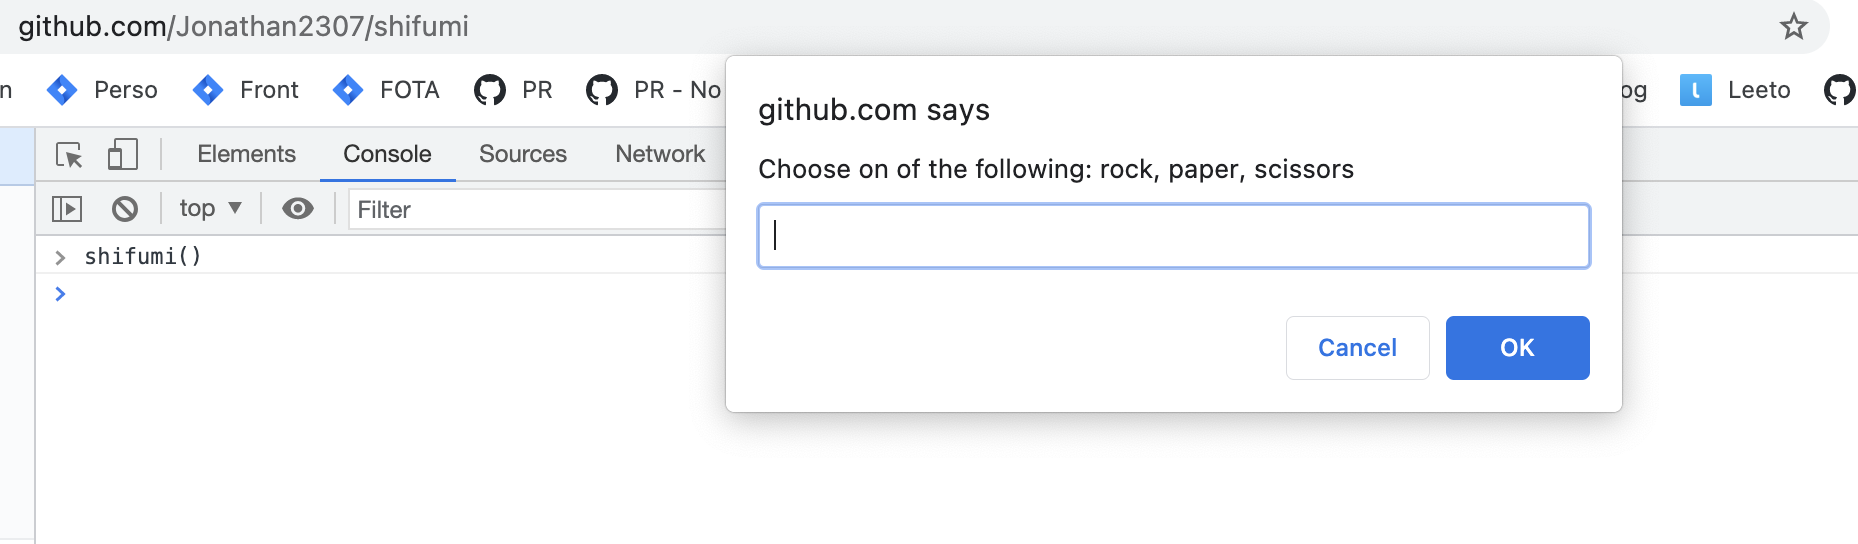 github.com/Jonathan2307/shifumi
n Perso Front FOTA PR PR - No og Leeto
github.com says
Choose on of the following: rock, paper, scissors
Cancel OK
Elements Console Sources Network
top Filter
> shifumi()
>